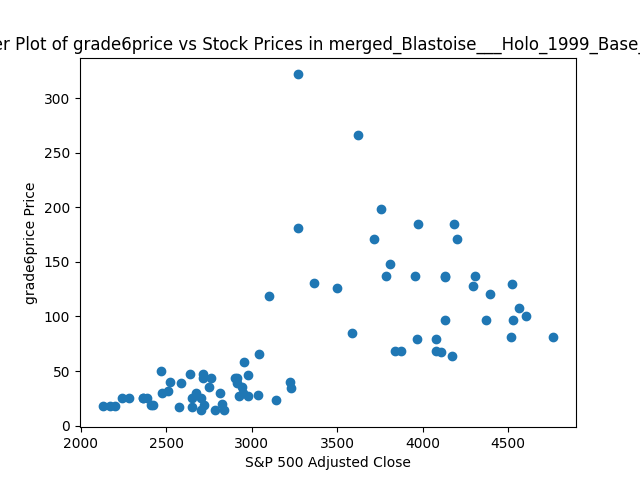 er Plot of grade6price vs Stock Prices in merged_Blastoise___Holo_1999_Base_
300
250
200
150
100
50
0
grade6price Price
2000 2500 3000 3500 4000 4500
S&P 500 Adjusted Close